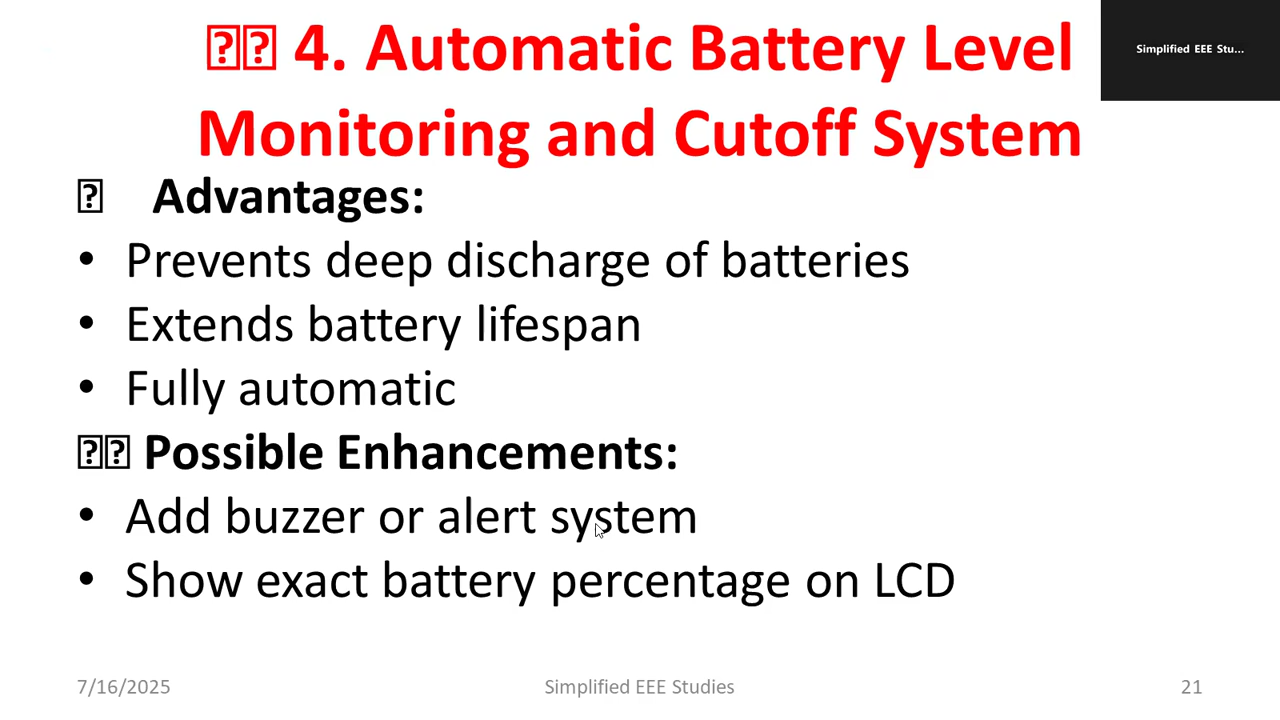 4. Automatic Battery Level
Monitoring and Cutoff System
Simplified EEE Stu...
Advantages:
• Prevents deep discharge of batteries
• Extends battery lifespan
• Fully automatic
Possible Enhancements:
• Add buzzer or alert system
• Show exact battery percentage on LCD
7/16/2025
Simplified EEE Studies
21